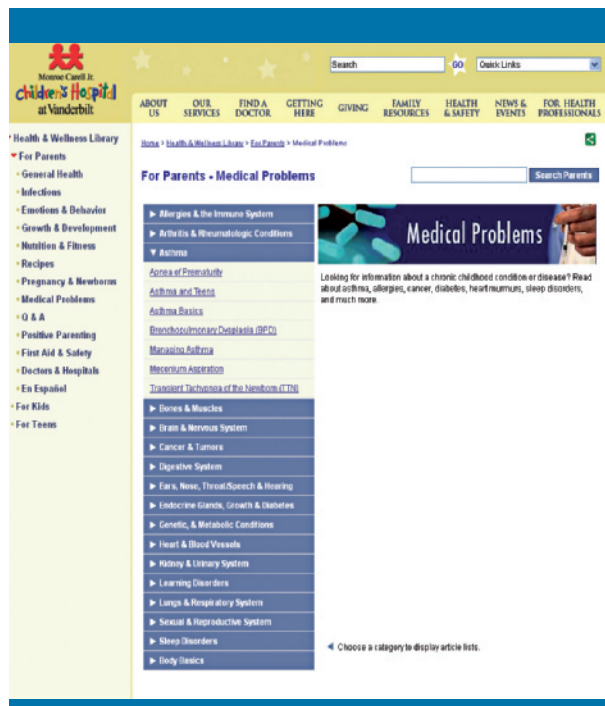 Monroe Carell Jr.
Children's Hospital
at Vanderbilt
Search
GO
Quick Links
ABOUT US
OUR SERVICES
FIND A DOCTOR
GETTING HERE
GIVING
FAMILY RESOURCES
HEALTH & SAFETY
NEWS & EVENTS
FOR HEALTH PROFESSIONALS
Health & Wellness Library
For Parents
General Health
Infections
Emotions & Behavior
Growth & Development
Nutrition & Fitness
Recipes
Pregnancy & Newborns
Medical Problems
Q & A
Positive Parenting
First Aid & Safety
Doctors & Hospitals
En Español
For Kids
For Teens
Home > Health & Wellness Library > For Parents > Medical Problems
For Parents - Medical Problems
Search Parents
Allergies & the Immune System
Arthritis & Rheumatologic Conditions
Asthma
Apnea of Prematurity
Asthma and Teens
Asthma Basics
Bronchopulmonary Dysplasia (BPD)
Managing Asthma
Meconium Aspiration
Transient Tachypnea of the Newborn (TTN)
Bones & Muscles
Brain & Nervous System
Cancer & Tumors
Digestive System
Ears, Nose, Throat/Speech & Hearing
Endocrine Glands, Growth & Diabetes
Genetic, & Metabolic Conditions
Heart & Blood Vessels
Kidney & Urinary System
Learning Disorders
Lungs & Respiratory System
Sexual & Reproductive System
Sleep Disorders
Body Basics
Medical Problems
Looking for information about a chronic childhood condition or disease? Read
about asthma, allergies, cancer, diabetes, heart murmurs, sleep disorders,
and much more.
Choose a category to display article lists.